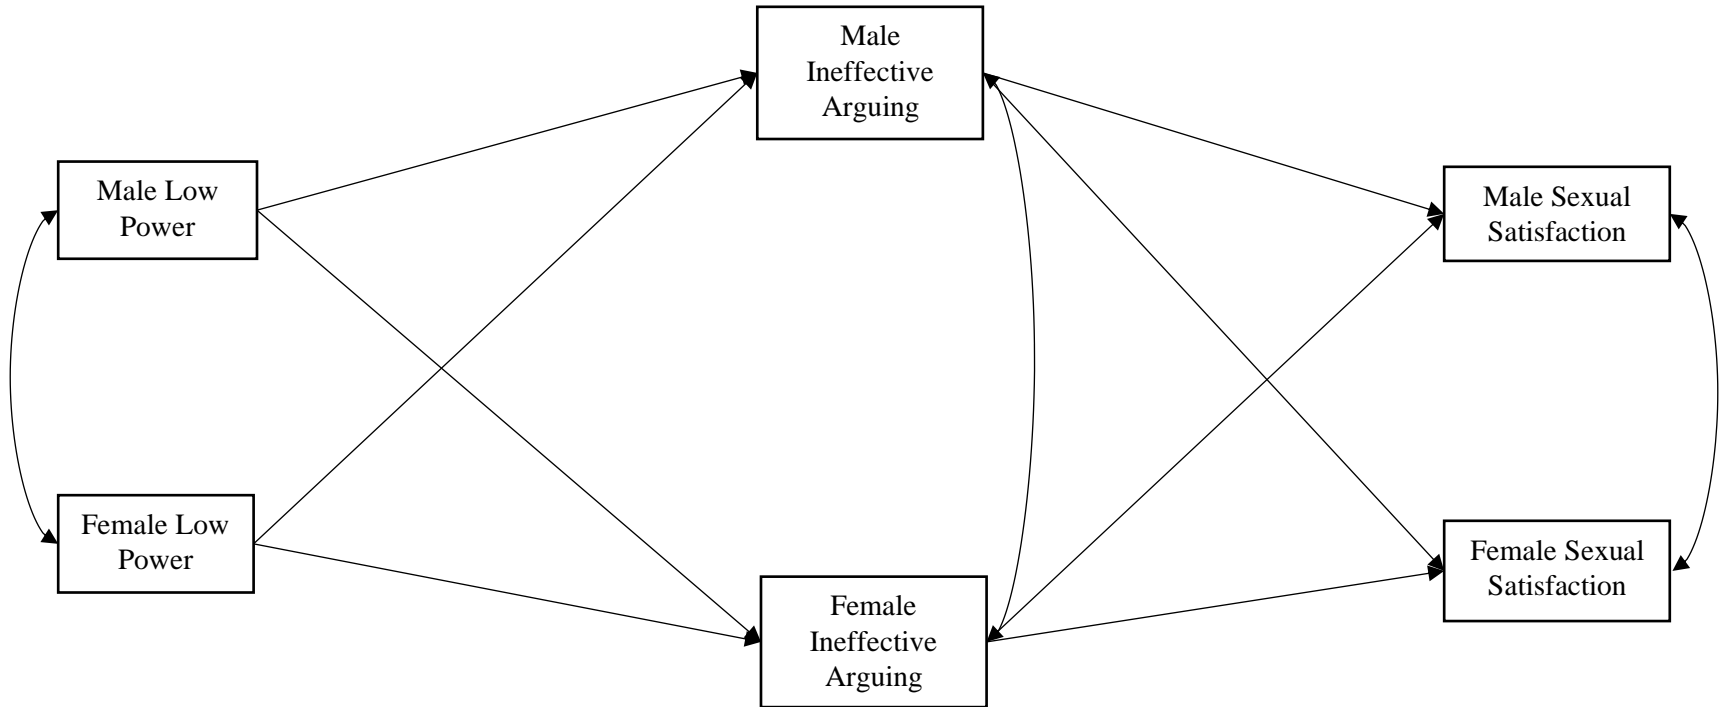 Male
Ineffective
Arguing
Male Low
Power
Male Sexual
Satisfaction
Female Low
Power
Female Sexual
Satisfaction
Female
Ineffective
Arguing